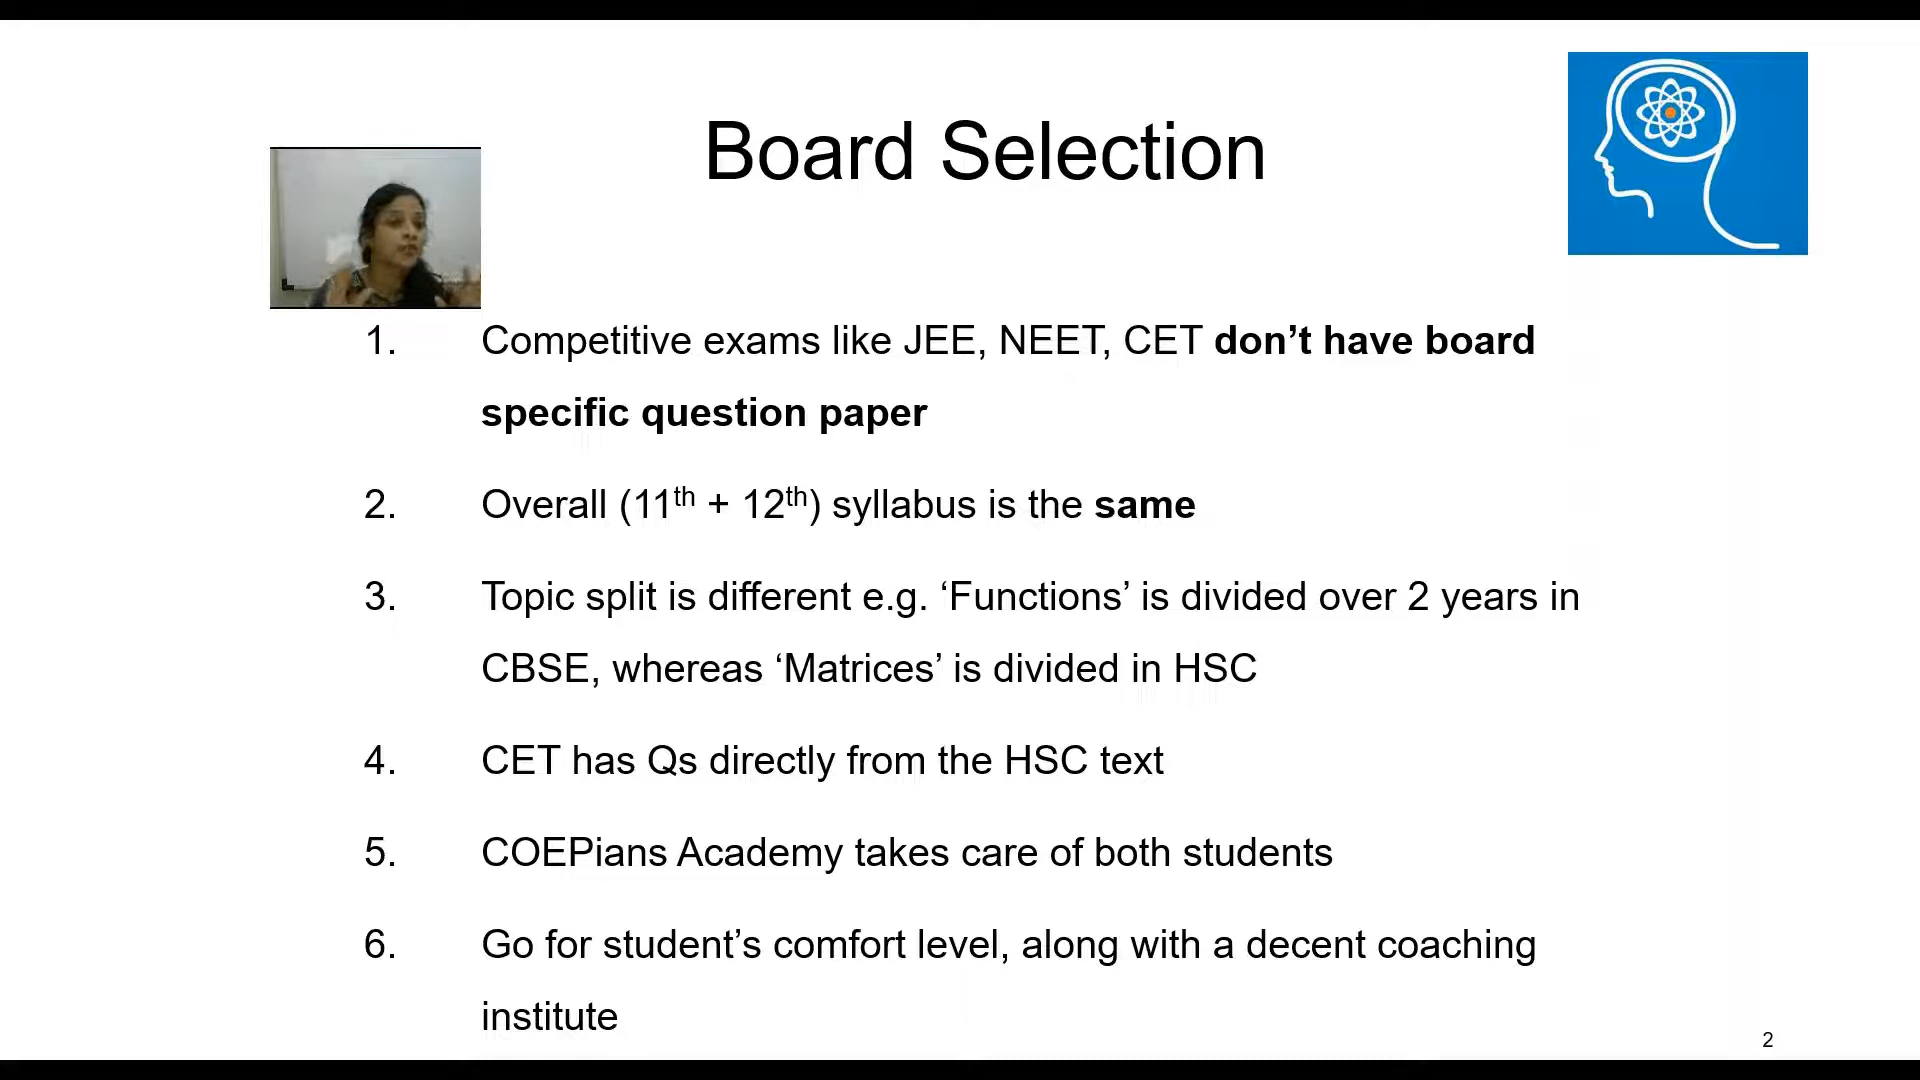 Board Selection
1. Competitive exams like JEE, NEET, CET don’t have board
specific question paper
2. Overall (11th + 12th) syllabus is the same
3. Topic split is different e.g. ‘Functions’ is divided over 2 years in
CBSE, whereas ‘Matrices’ is divided in HSC
4. CET has Qs directly from the HSC text
5. COEPians Academy takes care of both students
6. Go for student’s comfort level, along with a decent coaching
institute
2